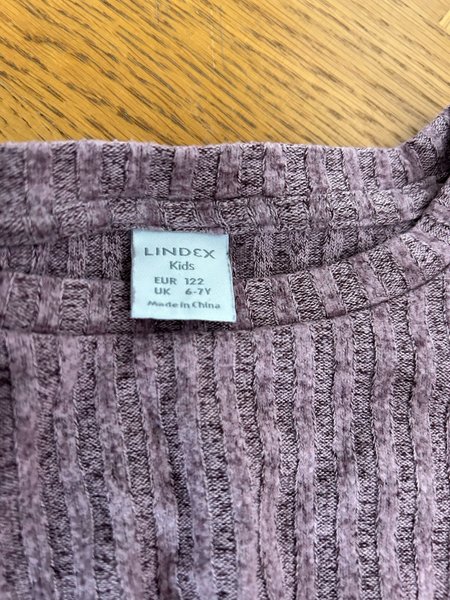 LINDEX
Kids
EUR 122
UK 6-7Y
Made in China